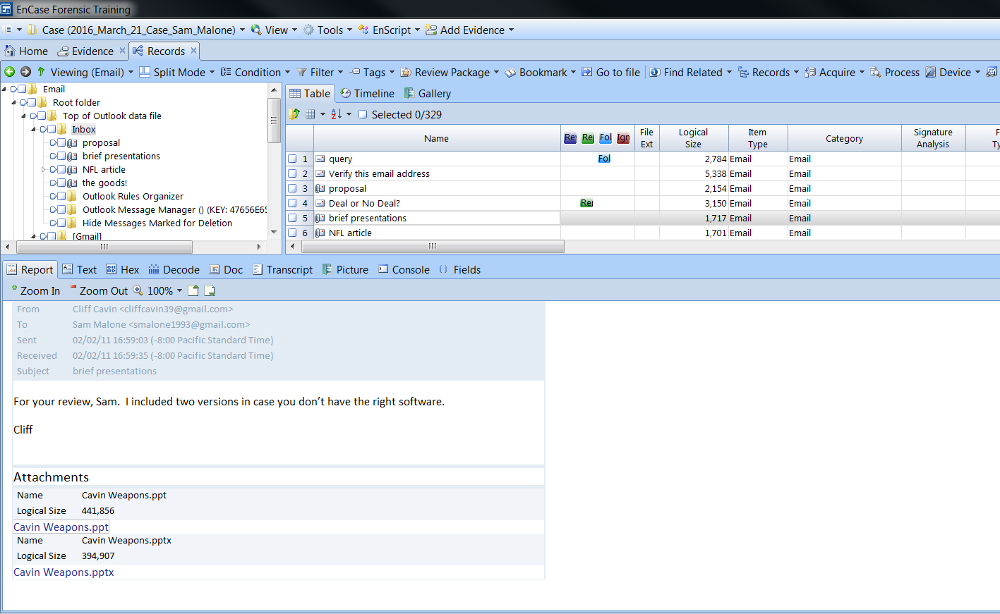 EnCase Forensic Training
Case (2016_March_21_Case_Sam_Malone) View Tools EnScript Add Evidence
Home Evidence Records
Viewing (Email) Split Mode Condition Filter Tags Review Package Bookmark Go to file Find Related Records Acquire Process Device
Email
Root folder
Top of Outlook data file
Inbox
proposal
brief presentations
NFL article
the goods!
Outlook Rules Organizer
Outlook Message Manager () (KEY: 47656E65
Hide Messages Marked for Deletion
[Gmail]
Table Timeline Gallery
Selected 0/329
Name Re Re Fol Ign File Ext Logical Size Item Type Category Signature Analysis F Ty
1 query Fol 2,784 Email Email
2 Verify this email address 5,338 Email Email
3 proposal 2,154 Email Email
4 Deal or No Deal? Re 3,150 Email Email
5 brief presentations 1,717 Email Email
6 NFL article 1,701 Email Email
Report Text Hex Decode Doc Transcript Picture Console Fields
Zoom In Zoom Out 100%
From Cliff Cavin <cliffcavin39@gmail.com>
To Sam Malone <smalone1993@gmail.com>
Sent 02/02/11 16:59:03 (-8:00 Pacific Standard Time)
Received 02/02/11 16:59:35 (-8:00 Pacific Standard Time)
Subject brief presentations
For your review, Sam.  I included two versions in case you don’t have the right software.
Cliff
Attachments
Name Cavin Weapons.ppt
Logical Size 441,856
Cavin Weapons.ppt
Name Cavin Weapons.pptx
Logical Size 394,907
Cavin Weapons.pptx